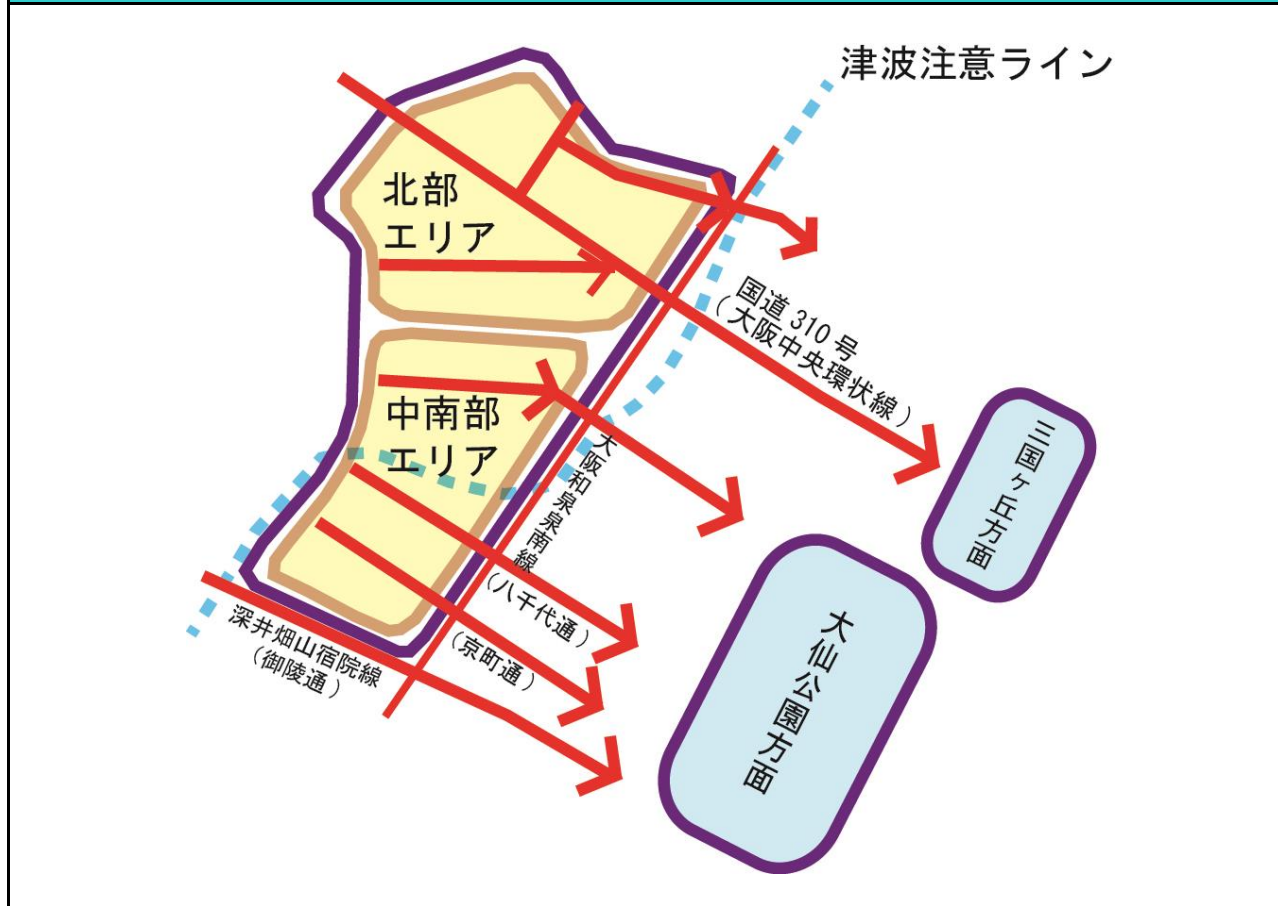 津波注意ライン
北部
エリア
国道310号
（大阪中央環状線）
中南部
エリア
大阪和泉泉南線
三国ヶ丘方面
（八千代通）
（京町通）
深井畑山宿院線
（御陵通）
大仙公園方面